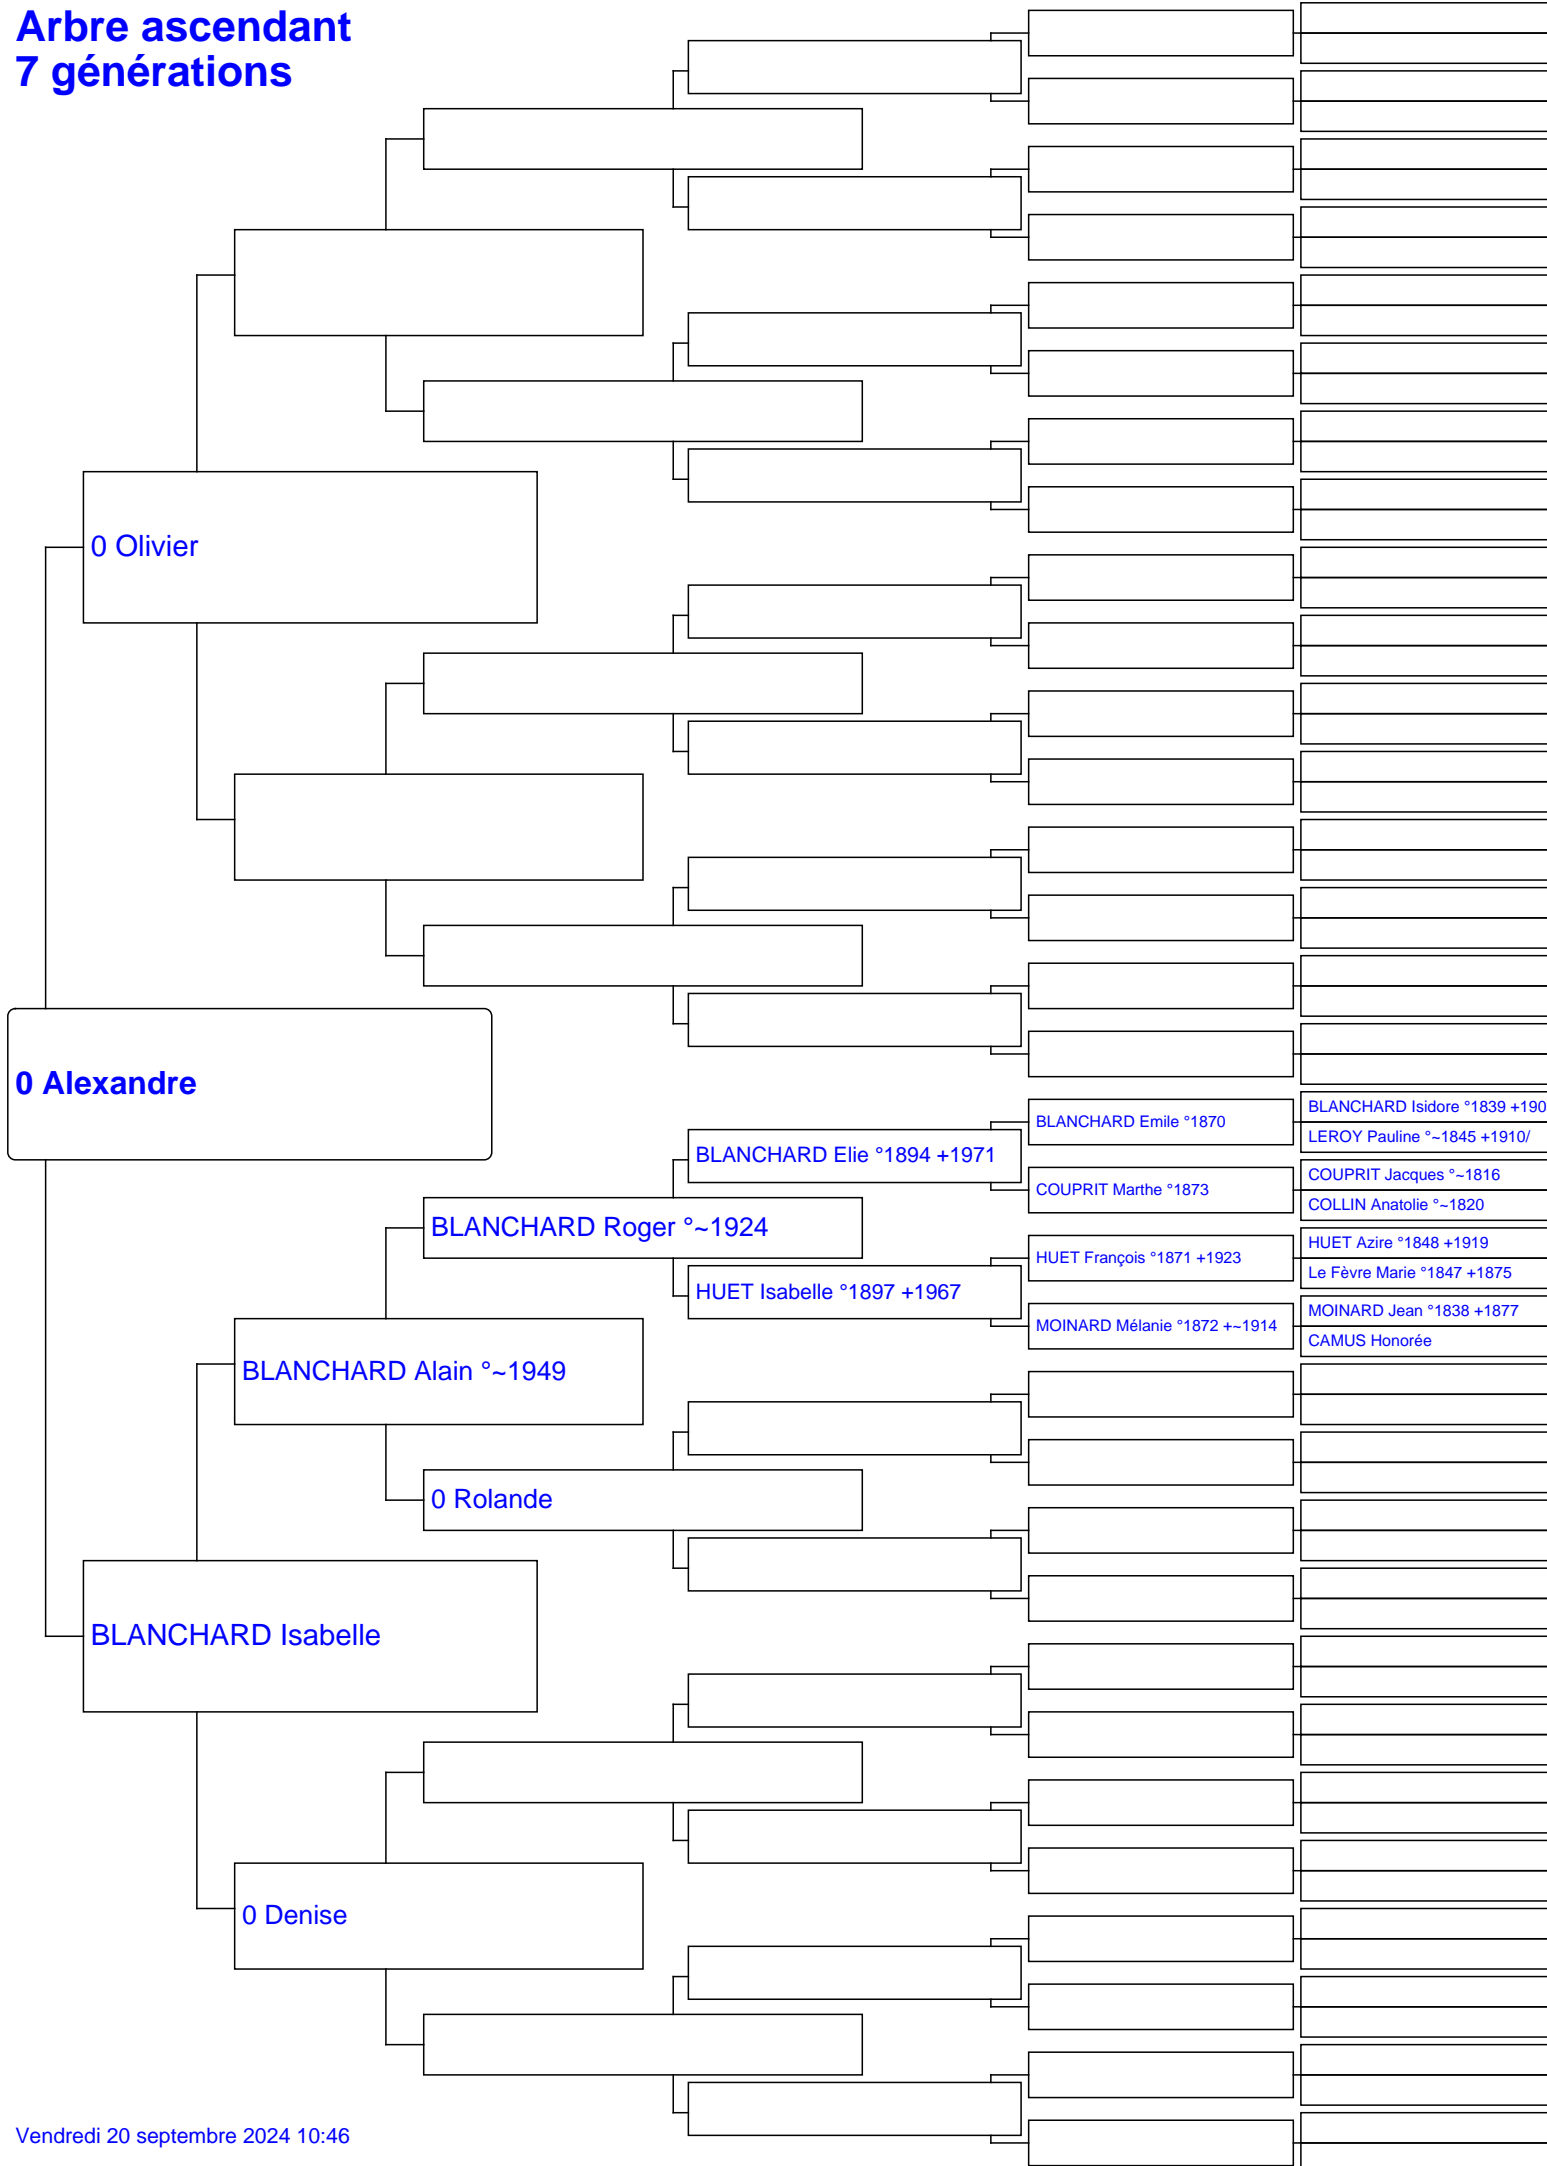 Arbre ascendant
7 générations
0 Olivier
0 Alexandre
BLANCHARD Isidore °1839 +190
BLANCHARD Emile °1870
LEROY Pauline °~1845 +1910/
BLANCHARD Elie °1894 +1971
COUPRIT Jacques °~1816
COUPRIT Marthe °1873
COLLIN Anatolie °~1820
BLANCHARD Roger °~1924
HUET Azire °1848 +1919
HUET François °1871 +1923
Le Fèvre Marie °1847 +1875
HUET Isabelle °1897 +1967
MOINARD Jean °1838 +1877
MOINARD Mélanie °1872 +~1914
CAMUS Honorée
BLANCHARD Alain °~1949
0 Rolande
BLANCHARD Isabelle
0 Denise
Vendredi 20 septembre 2024 10:46